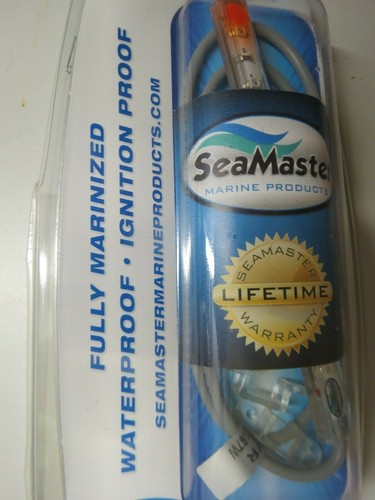 FULLY MARINIZED
WATERPROOF • IGNITION PROOF
SEAMASTERMARINEPRODUCTS.COM
SeaMaster
MARINE PRODUCTS
SEAMASTER
LIFETIME
WARRANTY